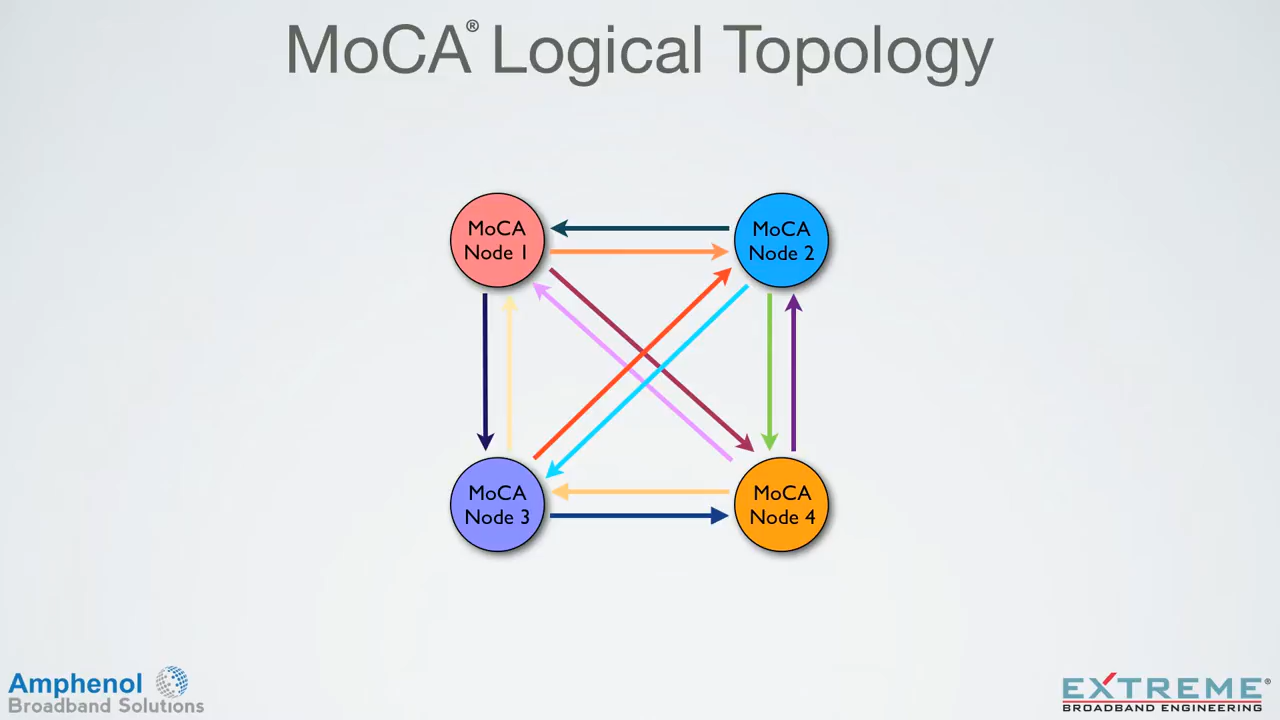 MoCA® Logical Topology
MoCA
Node 1
MoCA
Node 2
MoCA
Node 3
MoCA
Node 4
Amphenol
Broadband Solutions
EXTREME®
BROADBAND ENGINEERING